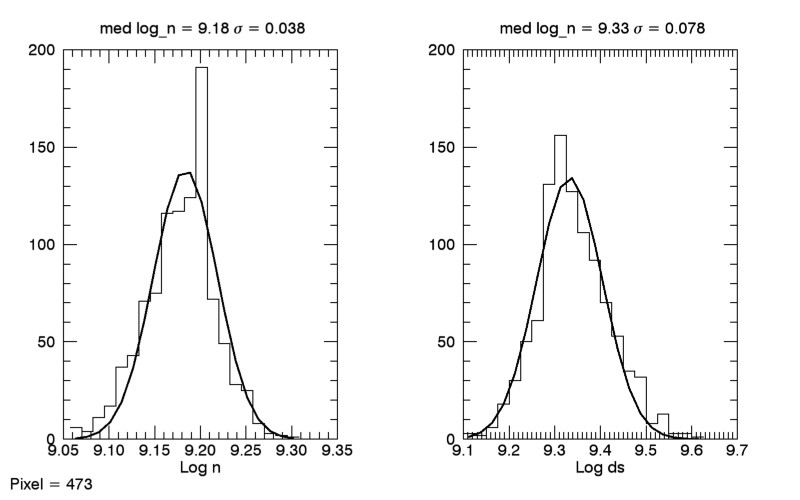 med log_n = 9.18 σ = 0.038
med log_n = 9.33 σ = 0.078
200
150
100
50
0
9.05 9.10 9.15 9.20 9.25 9.30 9.35
Log n
200
150
100
50
0
9.1 9.2 9.3 9.4 9.5 9.6 9.7
Log ds
Pixel = 473